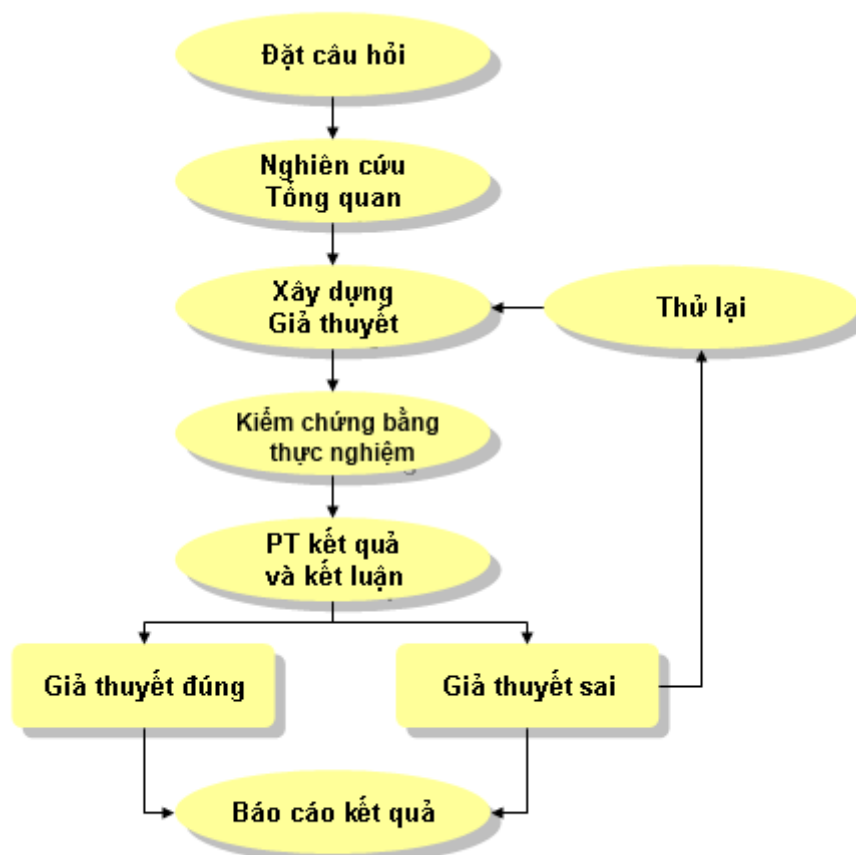 Đặt câu hỏi
Nghiên cứu
Tổng quan
Xây dựng
Giả thuyết
Thử lại
Kiểm chứng bằng
thực nghiệm
PT kết quả
và kết luận
Giả thuyết đúng
Giả thuyết sai
Báo cáo kết quả